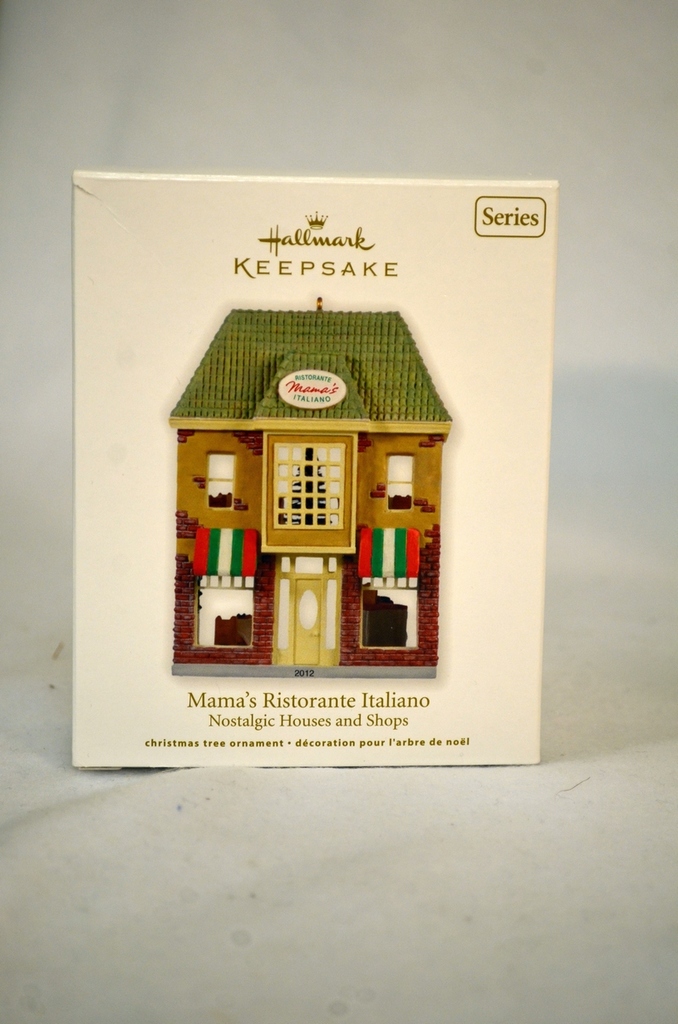 Series
Hallmark
KEEPSAKE
RISTORANTE
Mama's
ITALIANO
2012
Mama's Ristorante Italiano
Nostalgic Houses and Shops
christmas tree ornament • décoration pour l'arbre de noël